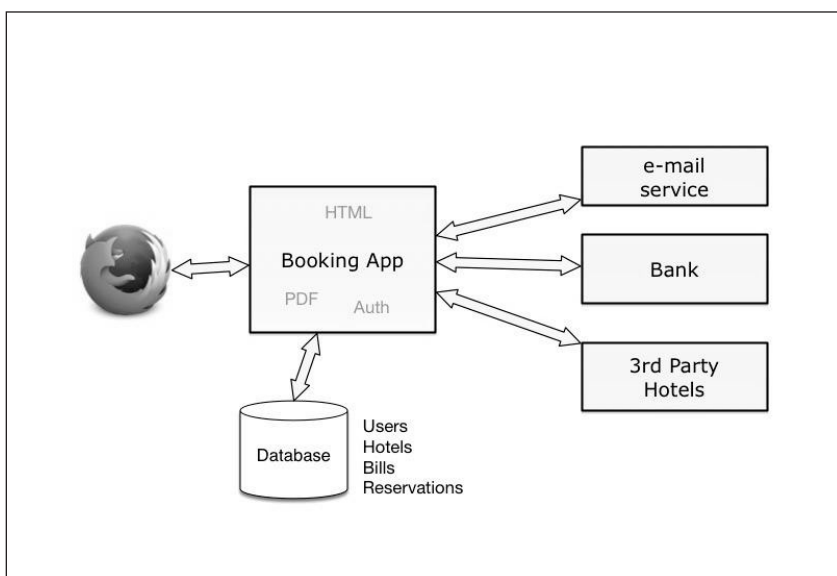 HTML
Booking App
PDF
Auth
e-mail
service
Bank
3rd Party
Hotels
Database
Users
Hotels
Bills
Reservations